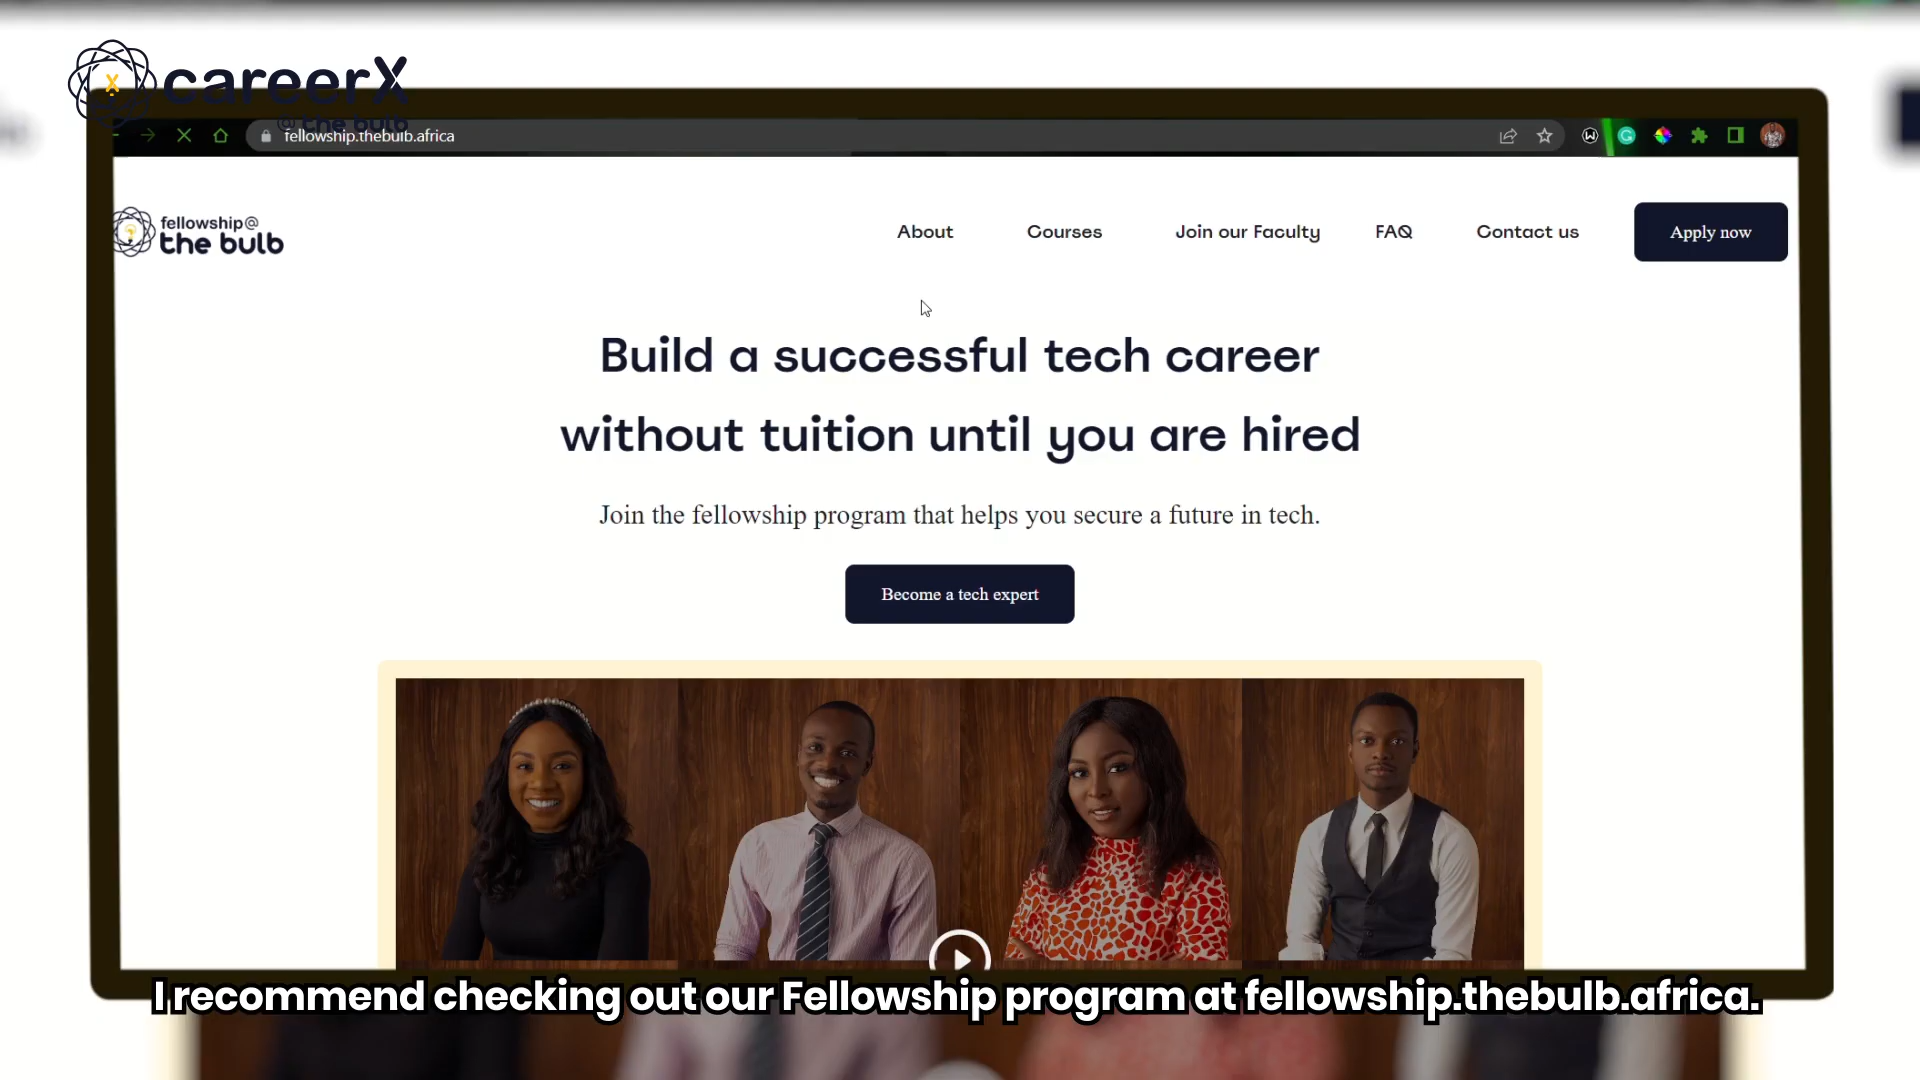 careerX
@ the bulb
fellowship.thebulb.africa
fellowship@
the bulb
About
Courses
Join our Faculty
FAQ
Contact us
Apply now
Build a successful tech career
without tuition until you are hired
Join the fellowship program that helps you secure a future in tech.
Become a tech expert
I recommend checking out our Fellowship program at fellowship.thebulb.africa.